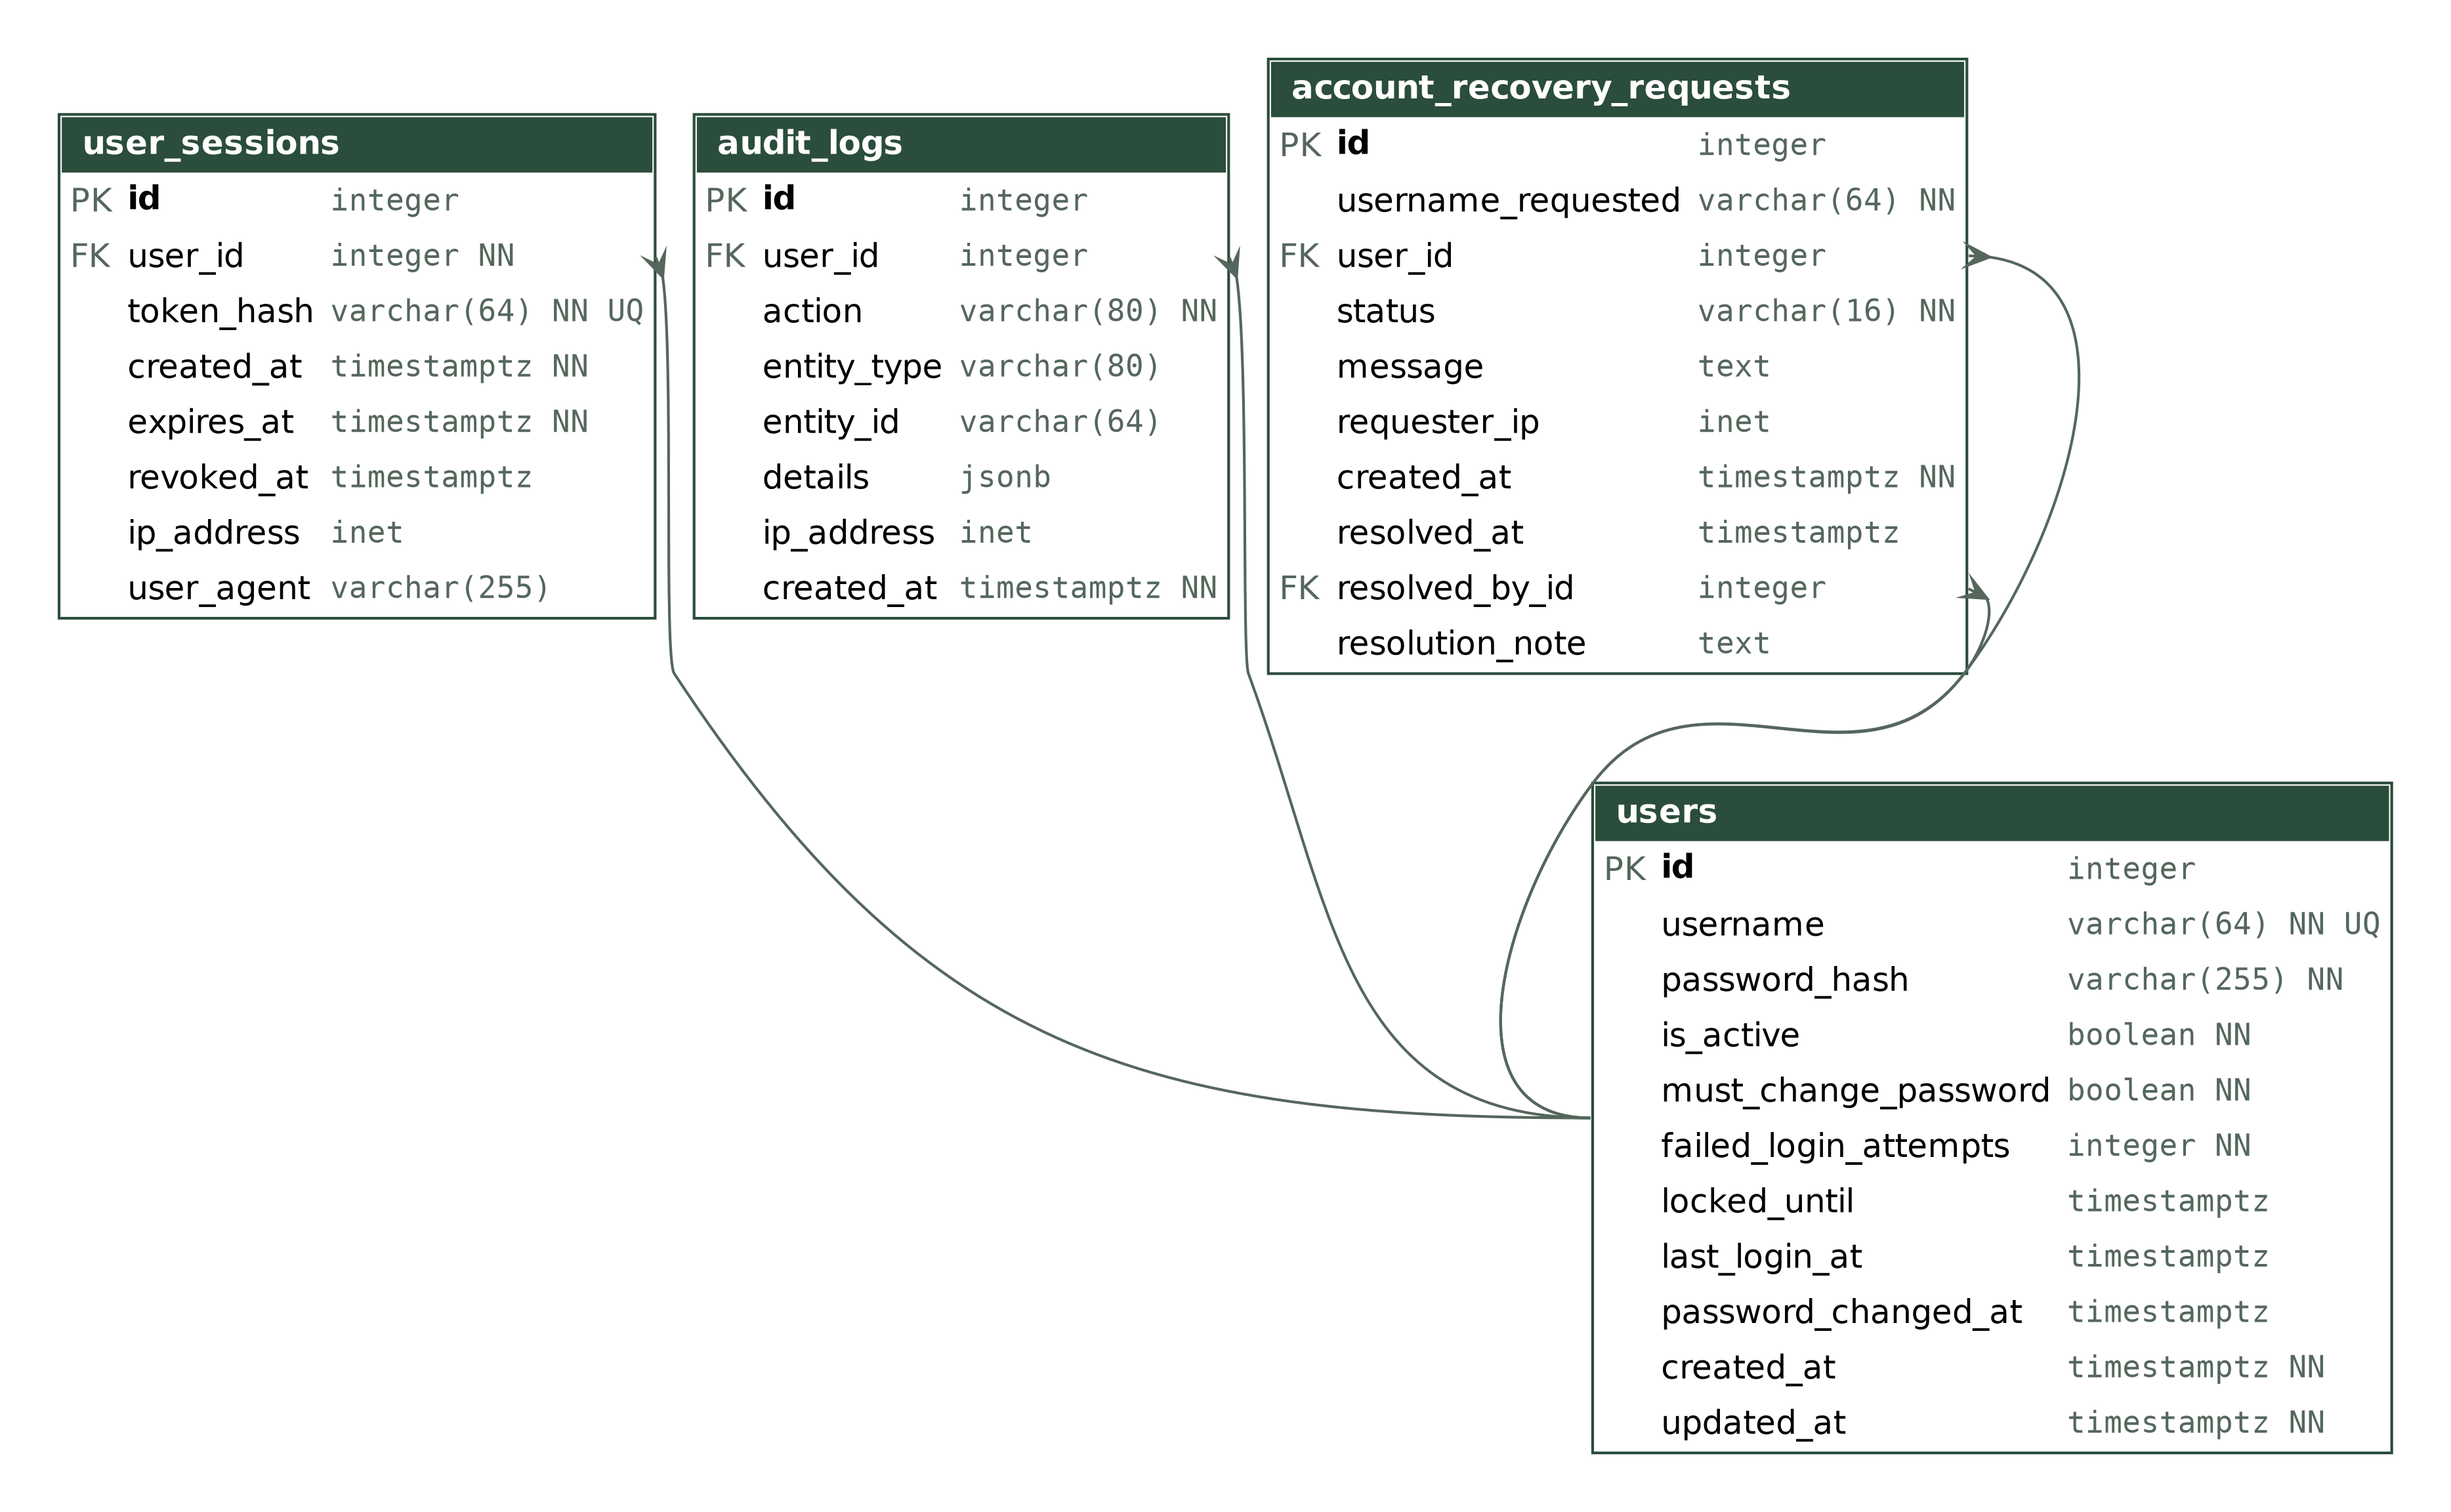 user_sessions
PK id integer
FK user_id integer NN
token_hash varchar(64) NN UQ
created_at timestamptz NN
expires_at timestamptz NN
revoked_at timestamptz
ip_address inet
user_agent varchar(255)
audit_logs
PK id integer
FK user_id integer
action varchar(80) NN
entity_type varchar(80)
entity_id varchar(64)
details jsonb
ip_address inet
created_at timestamptz NN
account_recovery_requests
PK id integer
username_requested varchar(64) NN
FK user_id integer
status varchar(16) NN
message text
requester_ip inet
created_at timestamptz NN
resolved_at timestamptz
FK resolved_by_id integer
resolution_note text
users
PK id integer
username varchar(64) NN UQ
password_hash varchar(255) NN
is_active boolean NN
must_change_password boolean NN
failed_login_attempts integer NN
locked_until timestamptz
last_login_at timestamptz
password_changed_at timestamptz
created_at timestamptz NN
updated_at timestamptz NN